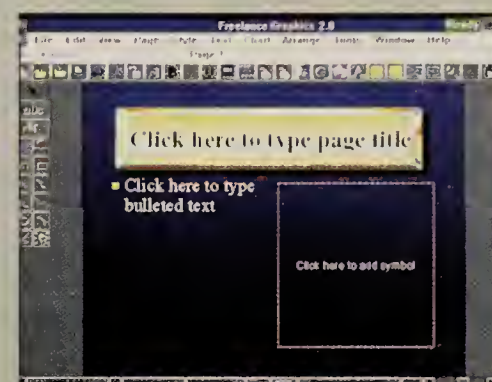 Freelance Graphics 2.0
File Edit View Page Style Text Chart Arrange Tools Window Help
Page 1
Click here to type page title
Click here to type
bulleted text
Click here to add symbol